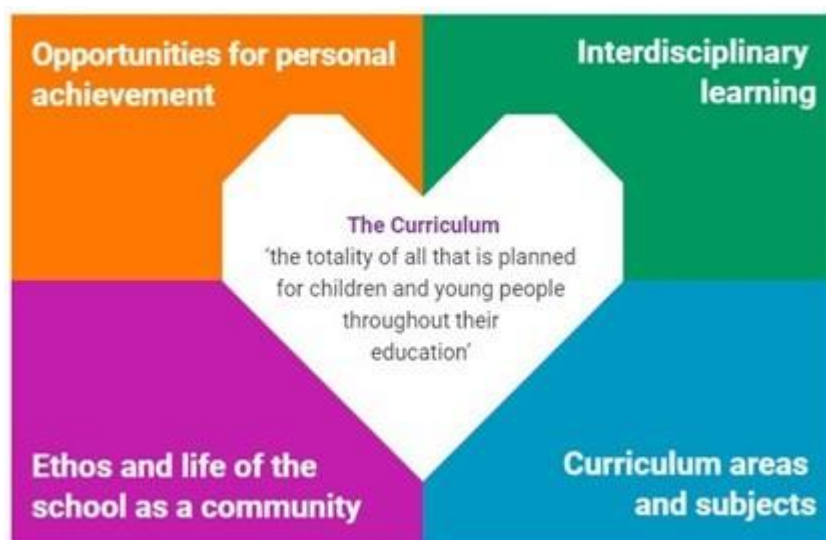 Opportunities for personal
achievement
Interdisciplinary
learning
The Curriculum
‘the totality of all that is planned
for children and young people
throughout their
education’
Ethos and life of the
school as a community
Curriculum areas
and subjects